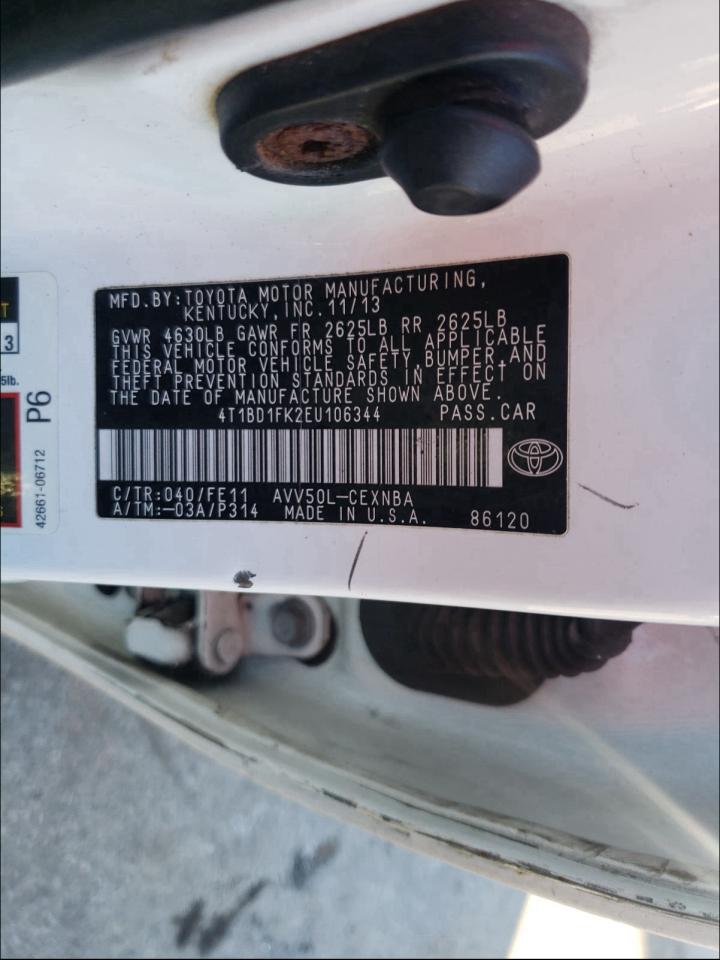 MFD. BY: TOYOTA MOTOR MANUFACTURING,
KENTUCKY, INC. 11/13
GVWR 4630LB GAWR FR 2625LB RR 2625LB
THIS VEHICLE CONFORMS TO ALL APPLICABLE
FEDERAL MOTOR VEHICLE SAFETY, BUMPER, AND
THEFT PREVENTION STANDARDS IN EFFECT ON
THE DATE OF MANUFACTURE SHOWN ABOVE.
4T1BD1FK2EU106344 PASS. CAR
C/TR: 040/FE11 AVV50L-CEXNBA
A/TM:-03A/P314 MADE IN U.S.A. 86120
T
3
5lb.
P6
42661-06712